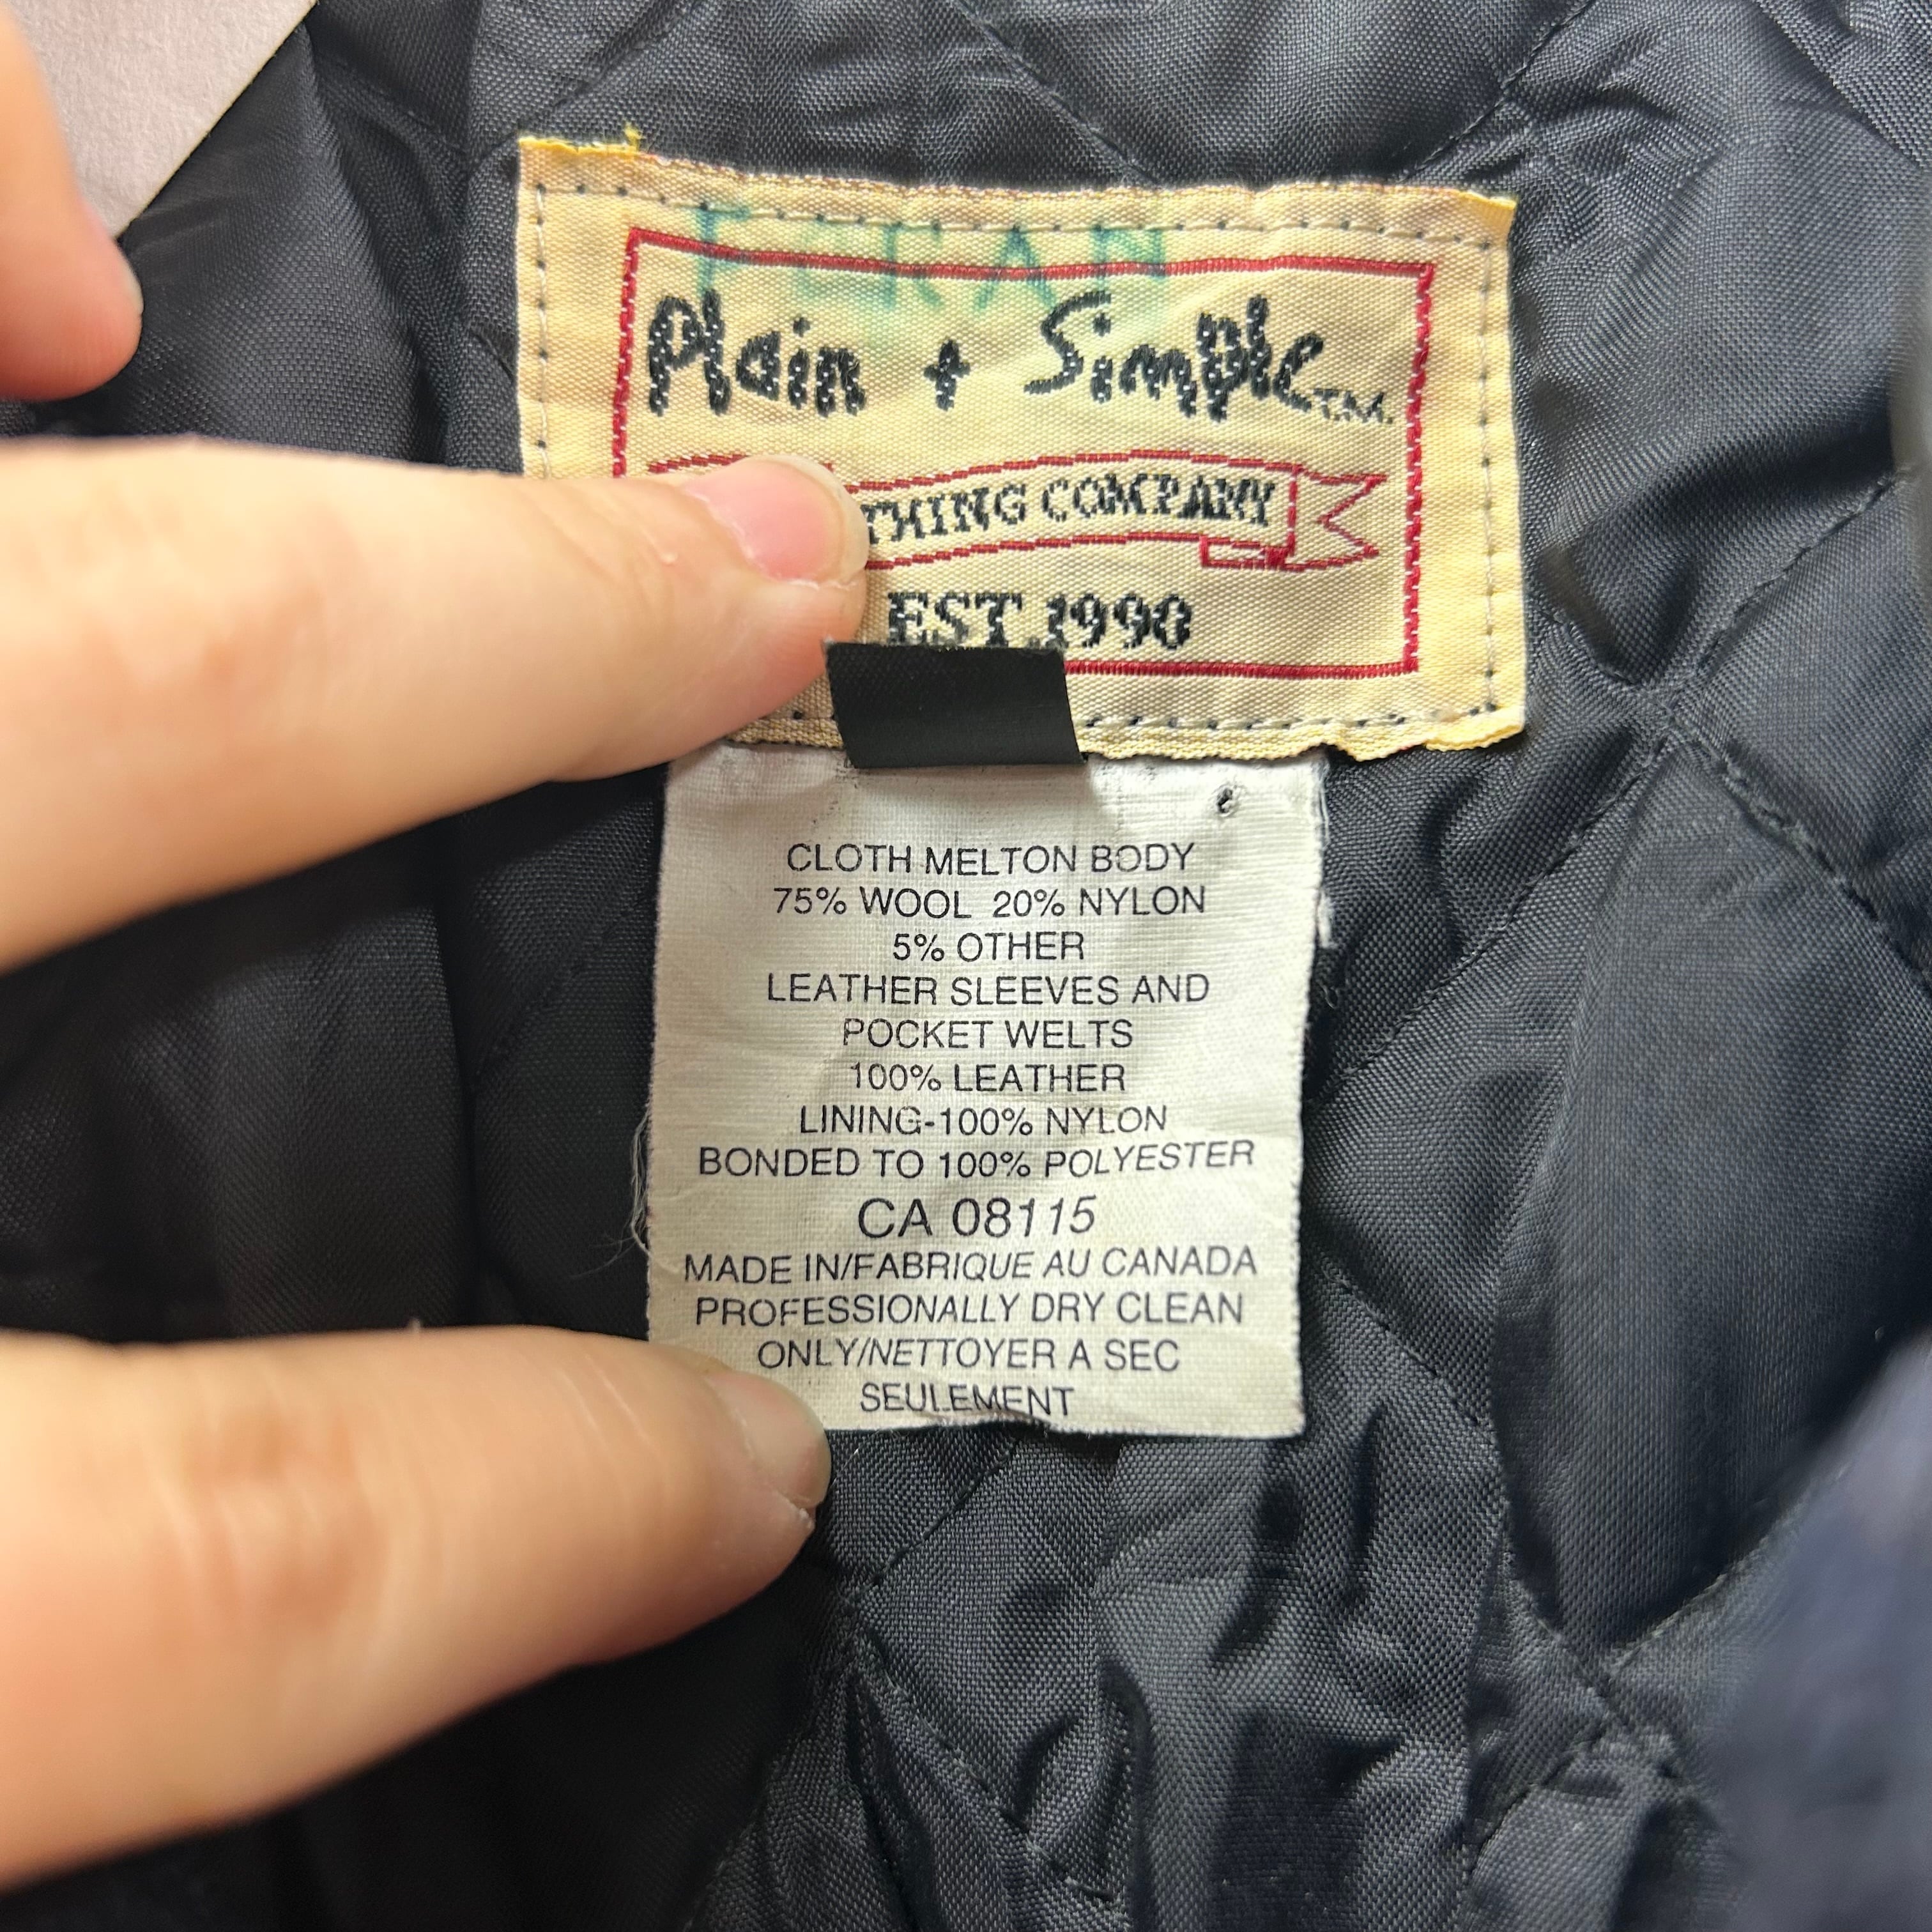 Plain + Simple T.M.
THING COMPANY
EST. 1990
CLOTH MELTON BODY
75% WOOL 20% NYLON
5% OTHER
LEATHER SLEEVES AND
POCKET WELTS
100% LEATHER
LINING-100% NYLON
BONDED TO 100% POLYESTER
CA 08115
MADE IN/FABRIQUE AU CANADA
PROFESSIONALLY DRY CLEAN
ONLY/NETTOYER A SEC
SEULEMENT